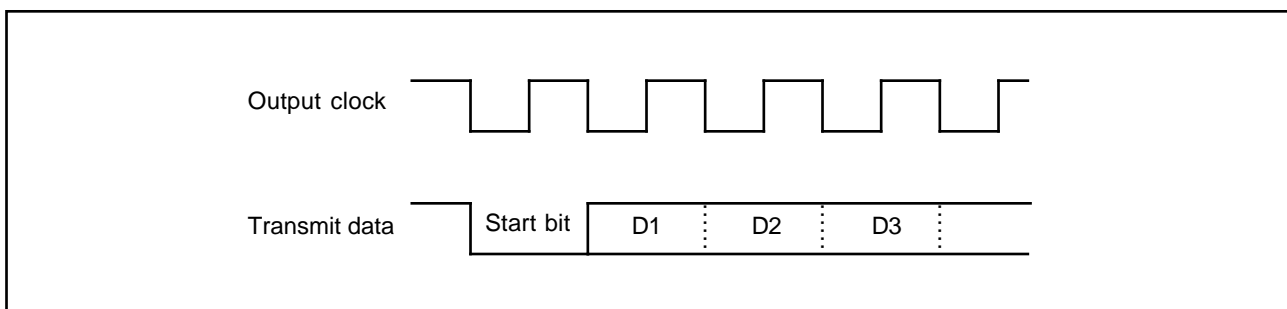 Output clock
Transmit data
Start bit
D1
D2
D3